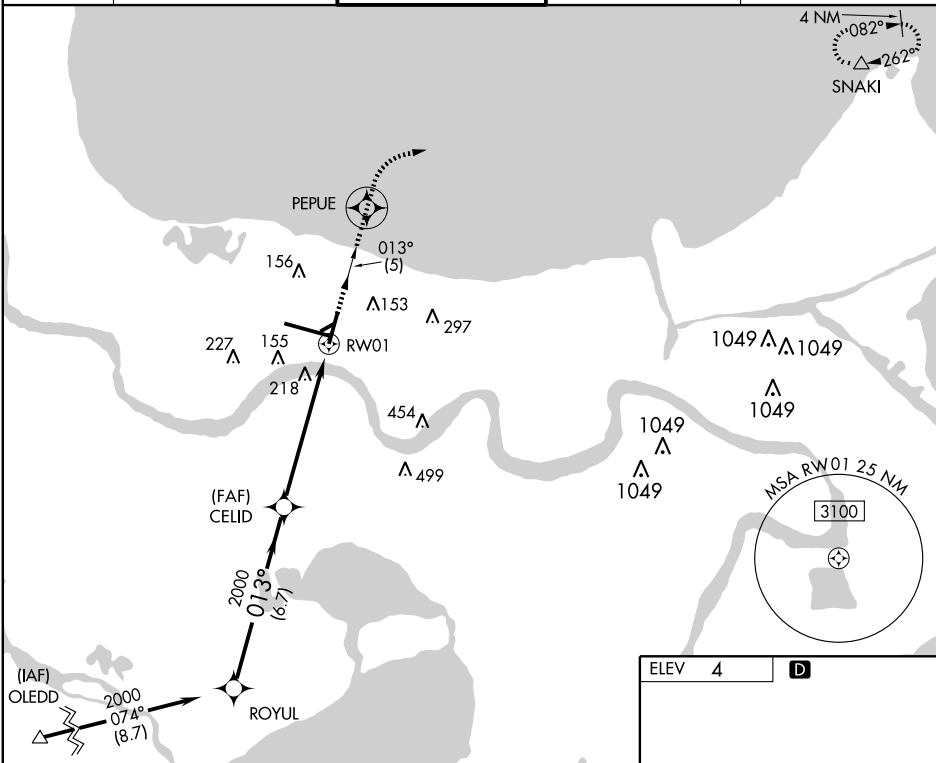 4 NM
082°
262°
SNAKI
PEPUE
013°
(5)
156
153
297
RW01
227
155
218
1049
1049
1049
454
1049
499
1049
MSA RW01 25 NM
3100
(FAF)
CELID
2000
013°
(6.7)
(IAF)
OLEDD
2000
074°
(8.7)
ROYUL
ELEV 4
D